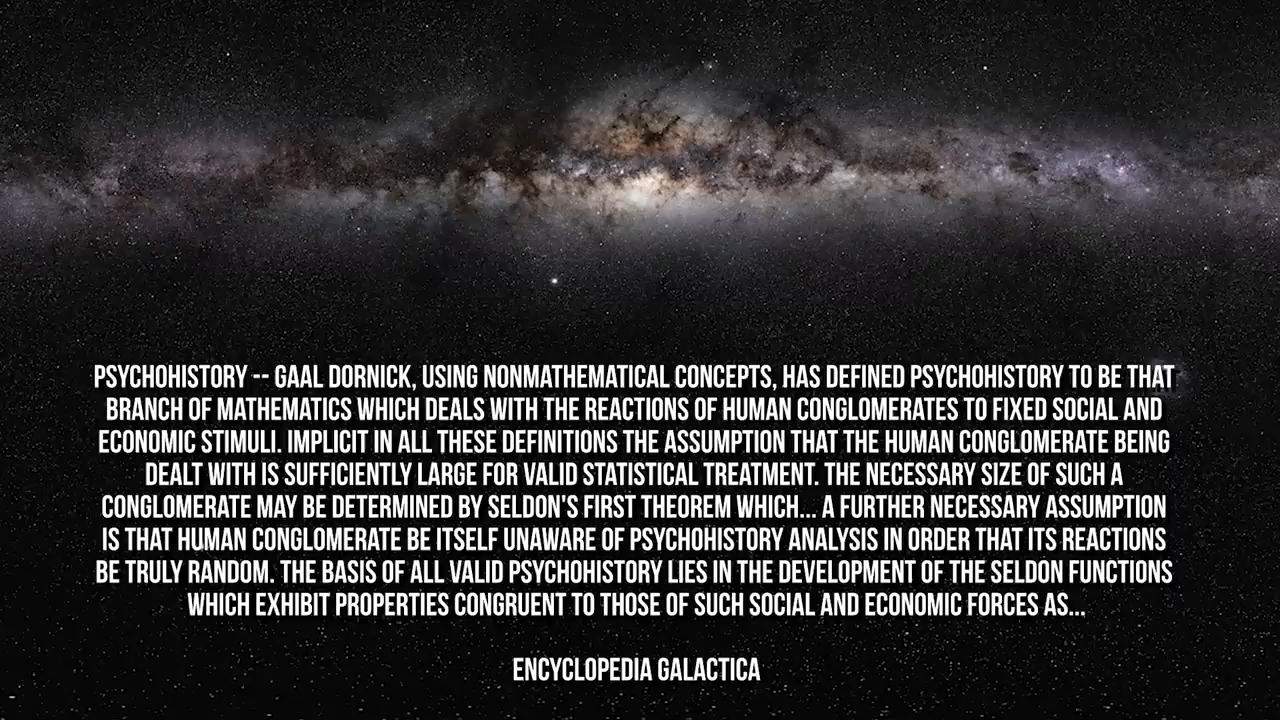 PSYCHOHISTORY -- GAAL DORNICK, USING NONMATHEMATICAL CONCEPTS, HAS DEFINED PSYCHOHISTORY TO BE THAT
BRANCH OF MATHEMATICS WHICH DEALS WITH THE REACTIONS OF HUMAN CONGLOMERATES TO FIXED SOCIAL AND
ECONOMIC STIMULI. IMPLICIT IN ALL THESE DEFINITIONS THE ASSUMPTION THAT THE HUMAN CONGLOMERATE BEING
DEALT WITH IS SUFFICIENTLY LARGE FOR VALID STATISTICAL TREATMENT. THE NECESSARY SIZE OF SUCH A
CONGLOMERATE MAY BE DETERMINED BY SELDON'S FIRST THEOREM WHICH... A FURTHER NECESSARY ASSUMPTION
IS THAT HUMAN CONGLOMERATE BE ITSELF UNAWARE OF PSYCHOHISTORY ANALYSIS IN ORDER THAT ITS REACTIONS
BE TRULY RANDOM. THE BASIS OF ALL VALID PSYCHOHISTORY LIES IN THE DEVELOPMENT OF THE SELDON FUNCTIONS
WHICH EXHIBIT PROPERTIES CONGRUENT TO THOSE OF SUCH SOCIAL AND ECONOMIC FORCES AS...
ENCYCLOPEDIA GALACTICA